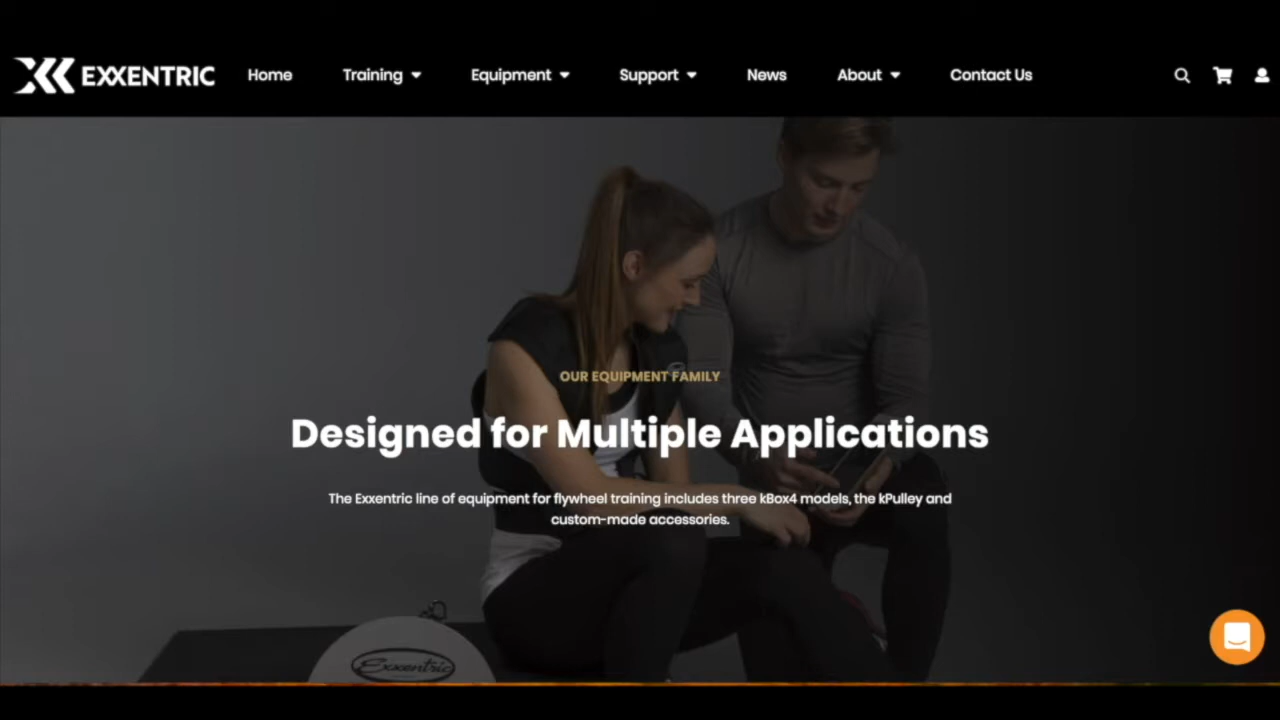 EXXENTRIC
Home
Training
Equipment
Support
News
About
Contact Us
OUR EQUIPMENT FAMILY
Designed for Multiple Applications
The Exxentric line of equipment for flywheel training includes three kBox4 models, the kPulley and
custom-made accessories.
Exxentric